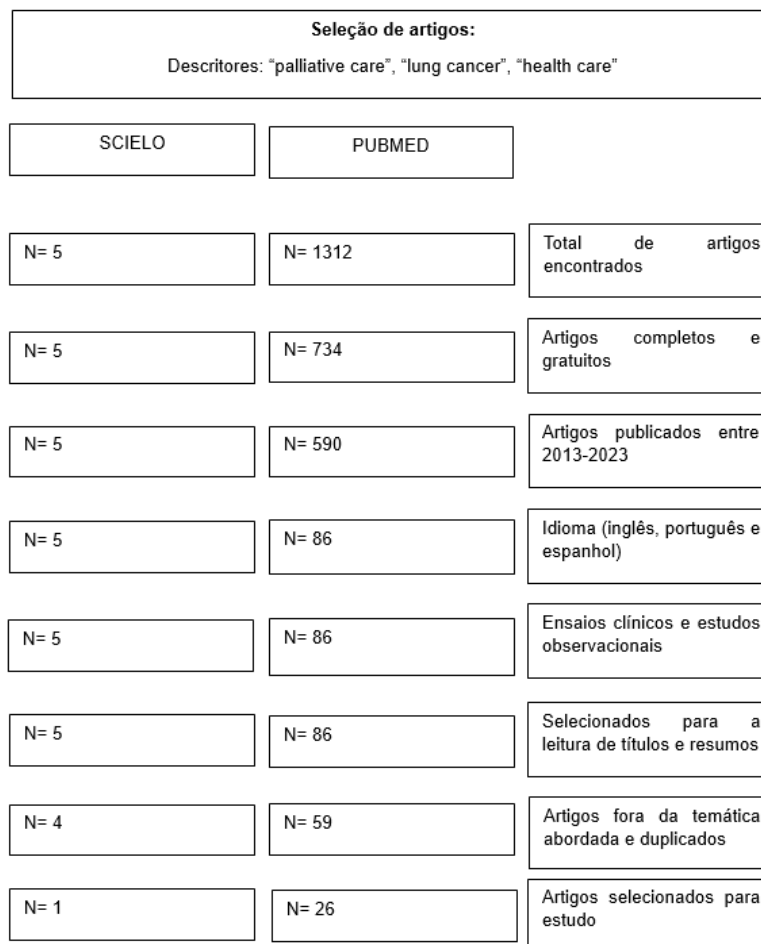 Seleção de artigos:
Descritores: “palliative care”, “lung cancer”, “health care”
SCIELO
PUBMED
N= 5
N= 1312
Total de artigos
encontrados
N= 5
N= 734
Artigos completos e
gratuitos
N= 5
N= 590
Artigos publicados entre
2013-2023
N= 5
N= 86
Idioma (inglês, português e
espanhol)
N= 5
N= 86
Ensaios clínicos e estudos
observacionais
N= 5
N= 86
Selecionados para a
leitura de títulos e resumos
N= 4
N= 59
Artigos fora da temática
abordada e duplicados
N= 1
N= 26
Artigos selecionados para
estudo